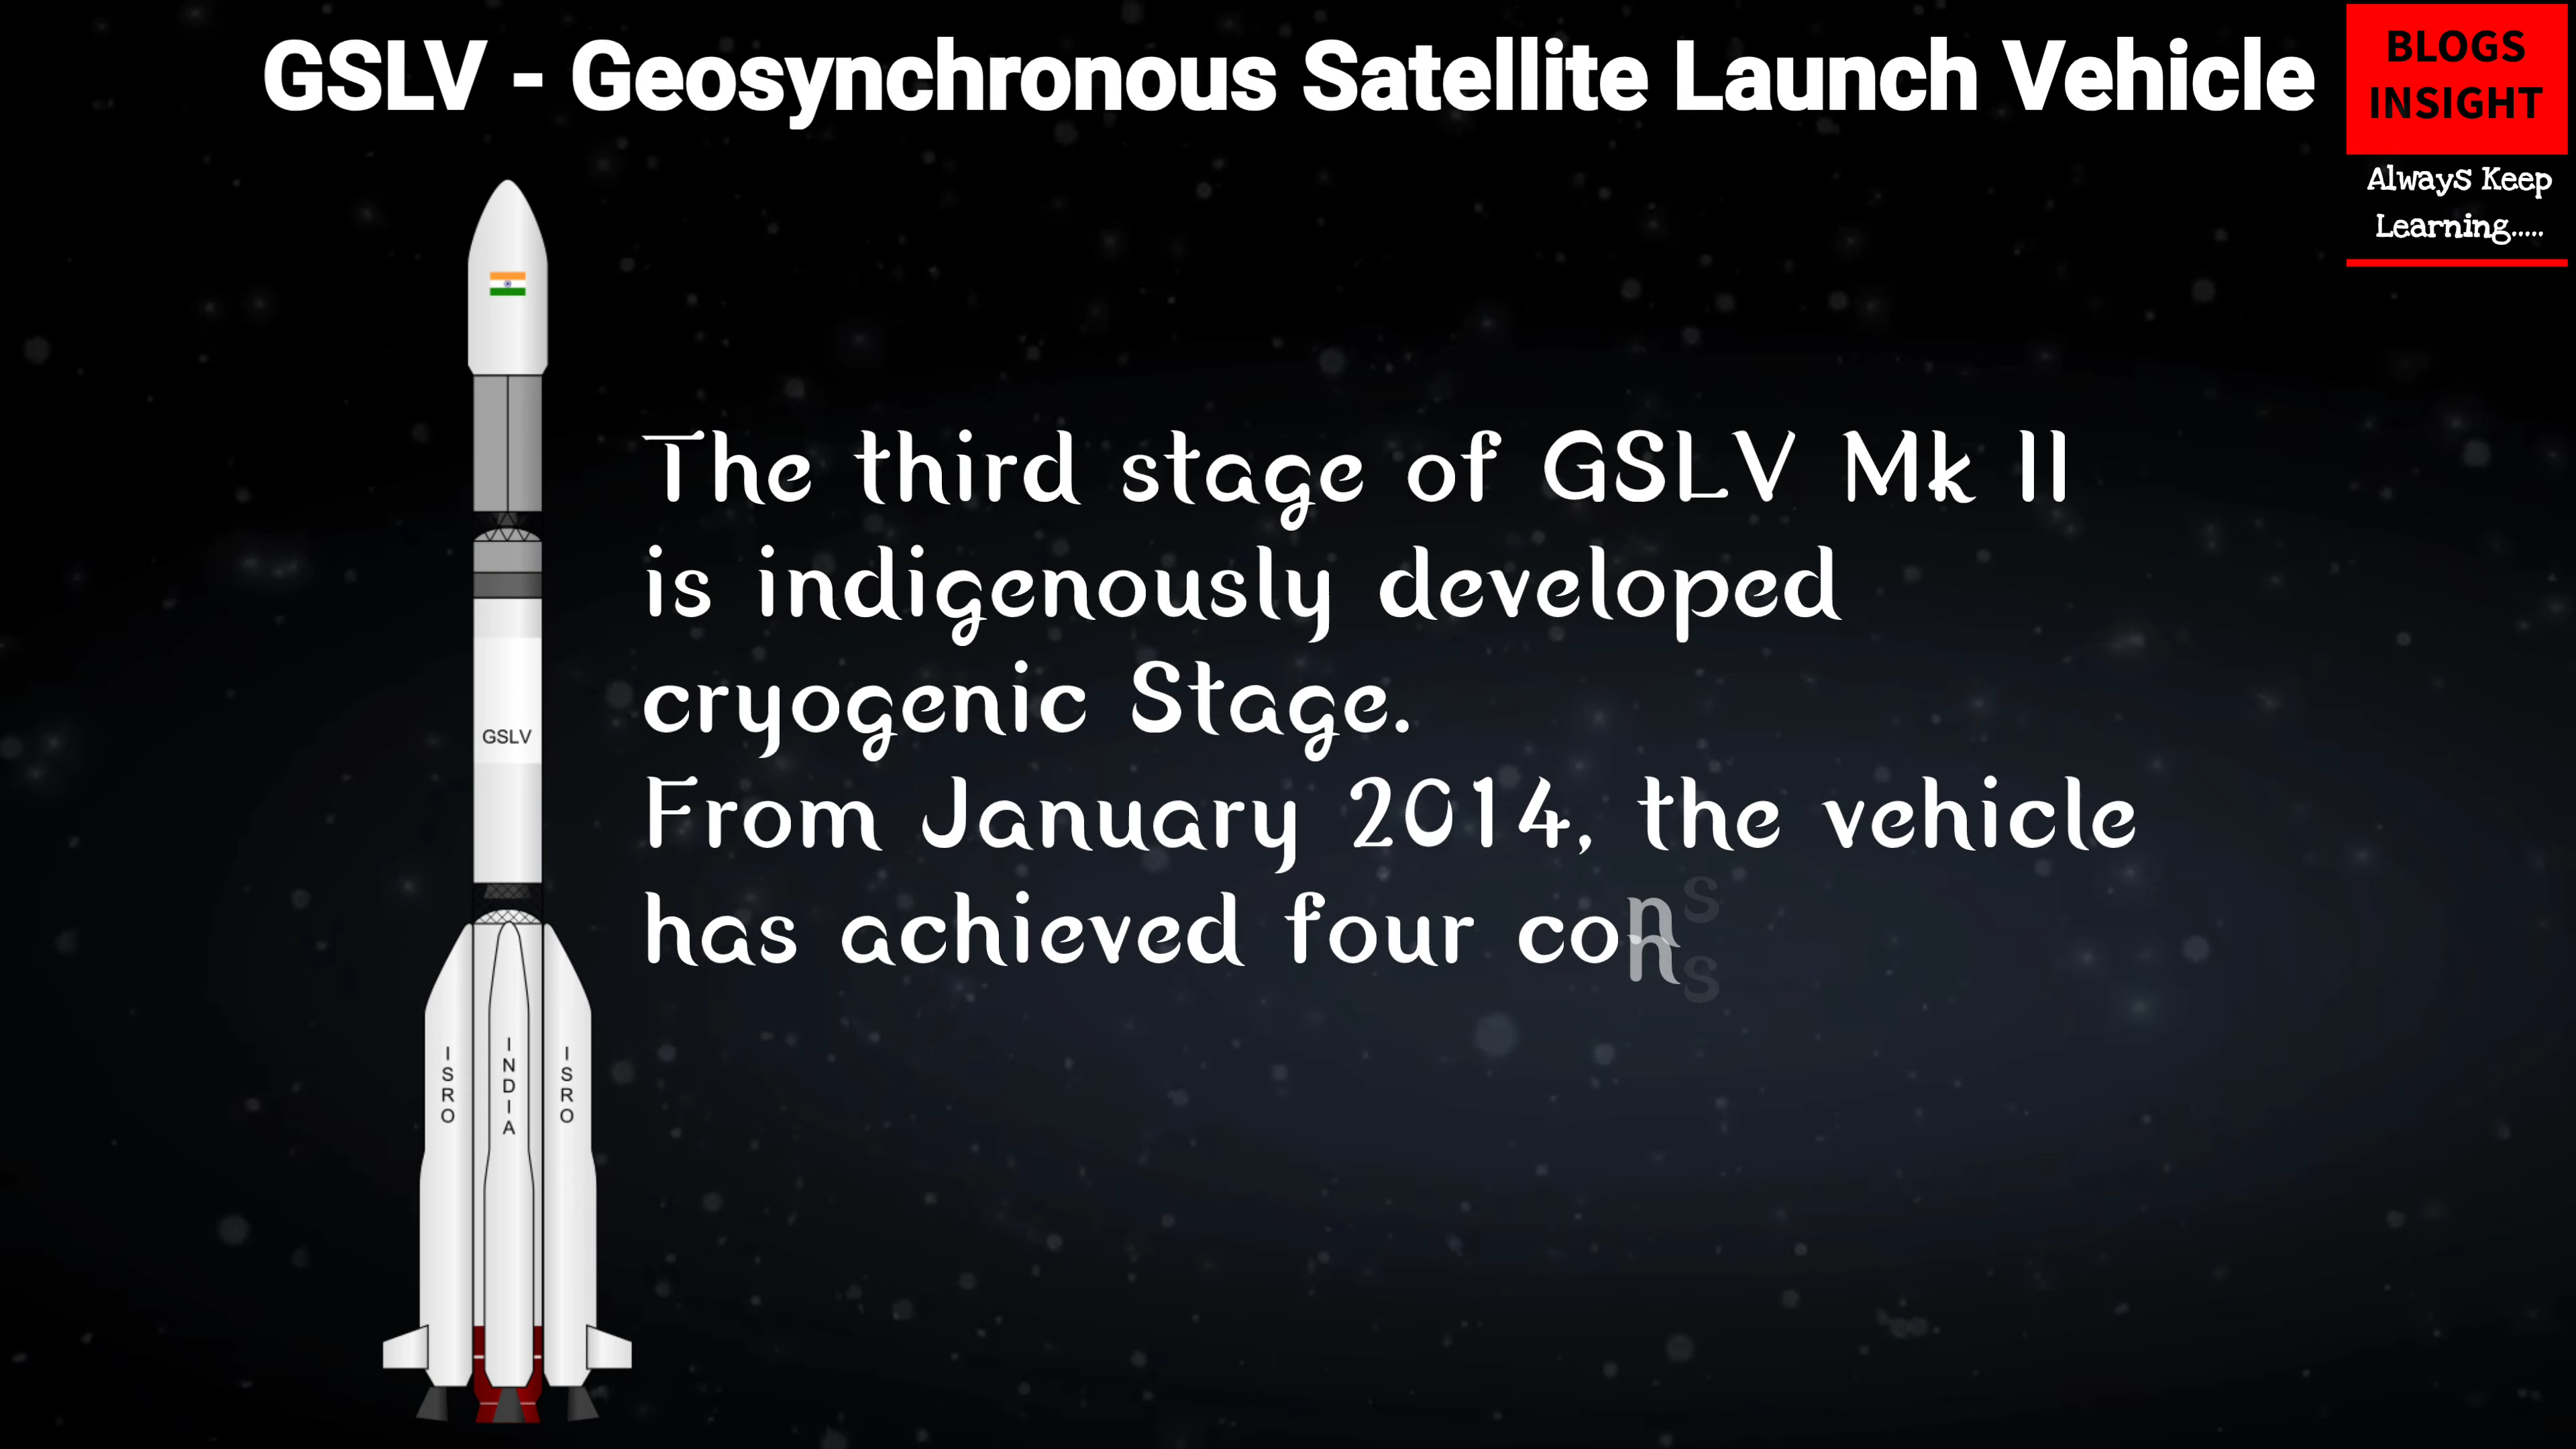 GSLV - Geosynchronous Satellite Launch Vehicle
BLOGS
INSIGHT
Always Keep
Learning.....
The third stage of GSLV Mk II
is indigenously developed
cryogenic Stage.
From January 2014, the vehicle
has achieved four cons
GSLV
ISRO
INDIA
ISRO